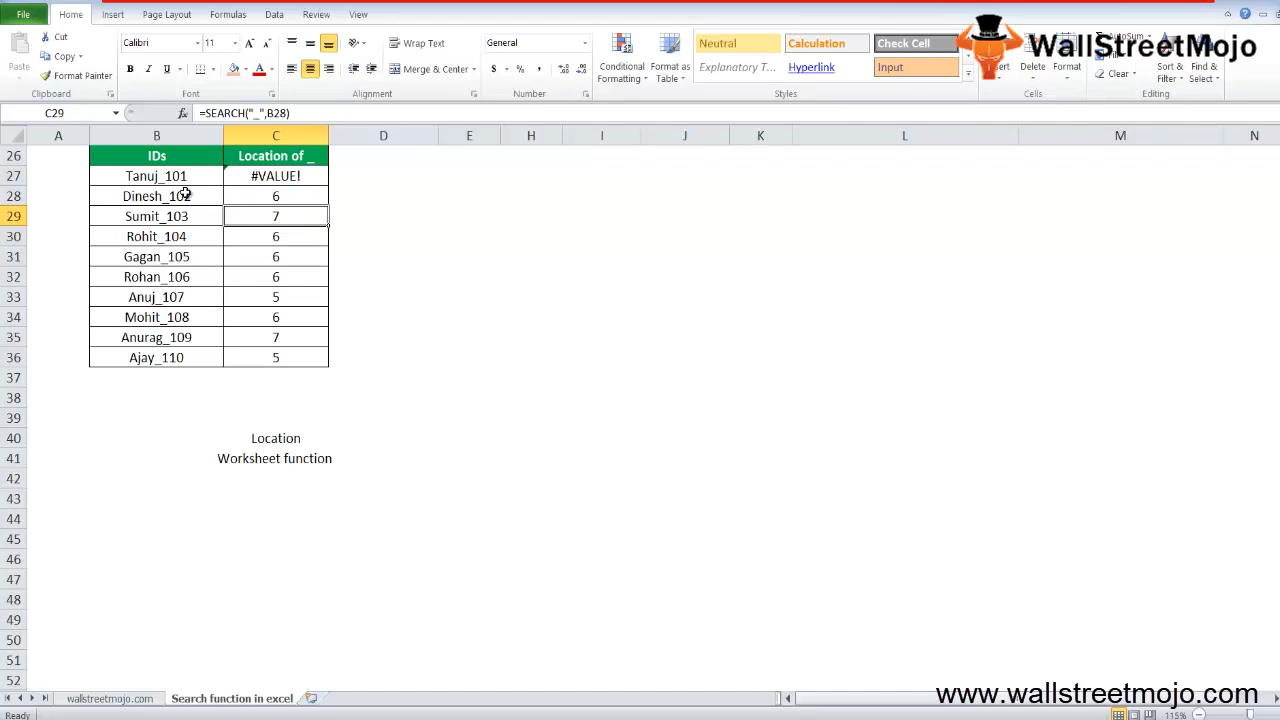 File Home Insert Page Layout Formulas Data Review View
Cut
Copy
Format Painter
Paste
Clipboard
Calibri 11
B I U
Font
Wrap Text
Merge & Center
Alignment
General
$ % ,
Number
Conditional Formatting
Format as Table
Neutral Calculation Check Cell
Explanatory T... Hyperlink Input
Styles
Delete Format
Cells
Clear
Sort & Filter
Find & Select
Editing
WallStreetMojo
C29 fx =SEARCH("_",B28)
A B C D E H I J K L M N
26 IDs Location of _
27 Tanuj_101 #VALUE!
28 Dinesh_102 6
29 Sumit_103 7
30 Rohit_104 6
31 Gagan_105 6
32 Rohan_106 6
33 Anuj_107 5
34 Mohit_108 6
35 Anurag_109 7
36 Ajay_110 5
37
38
39
40 Location
41 Worksheet function
42
43
44
45
46
47
48
49
50
51
52
wallstreetmojo.com Search function in excel
www.wallstreetmojo.com
Ready 115%